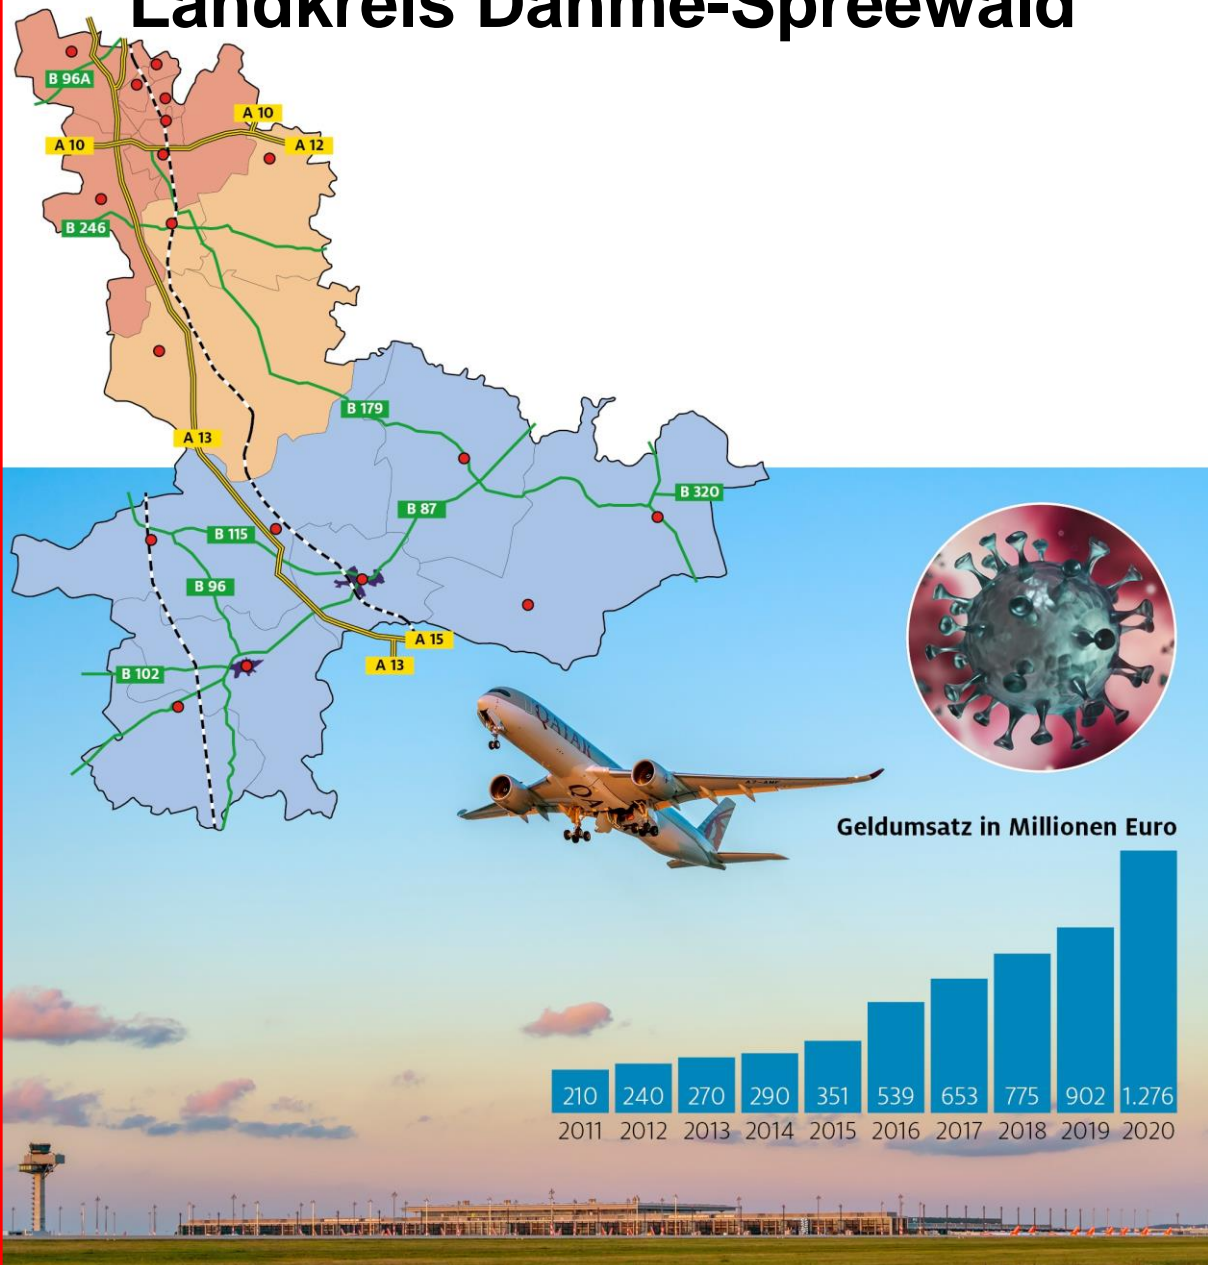 Landkreis Dahme-Spreewald
B 96A
A 10
A 10
A 12
B 246
B 179
A 13
B 320
B 87
B 115
B 96
A 15
A 13
B 102
QATAR
QA
Geldumsatz in Millionen Euro
210 240 270 290 351 539 653 775 902 1.276
2011 2012 2013 2014 2015 2016 2017 2018 2019 2020